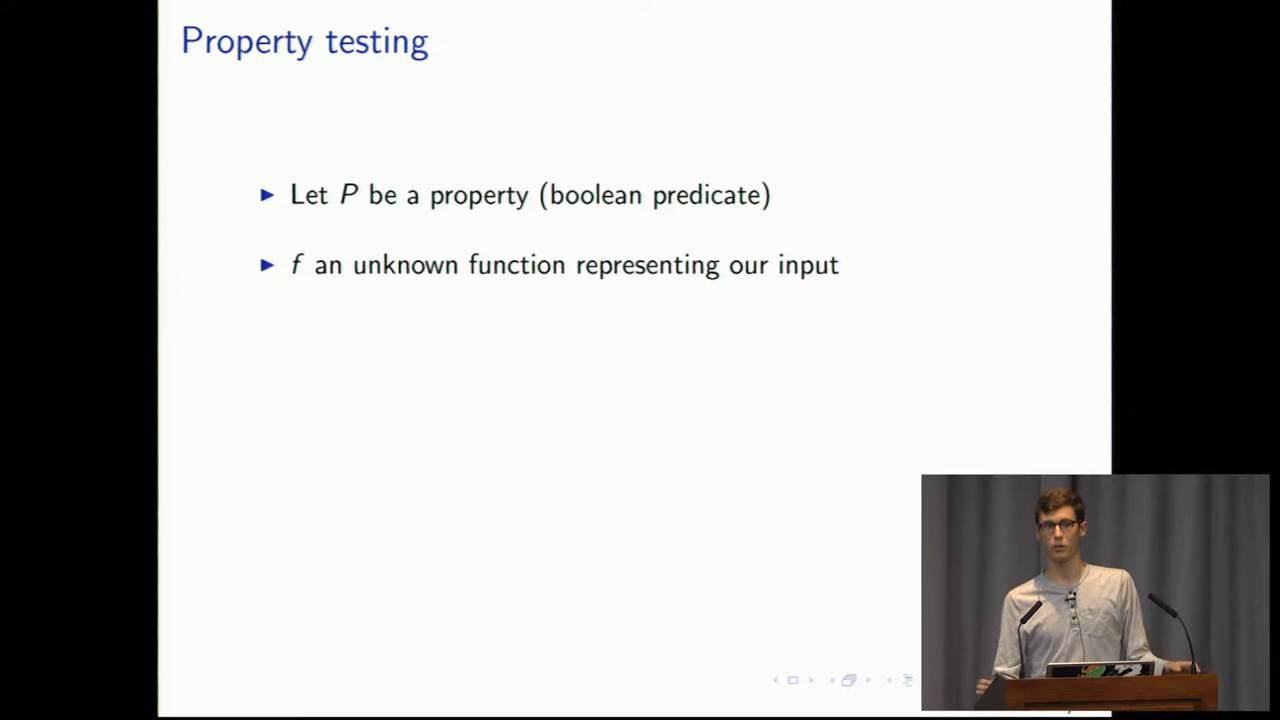 Property testing
▶ Let P be a property (boolean predicate)
▶ f an unknown function representing our input